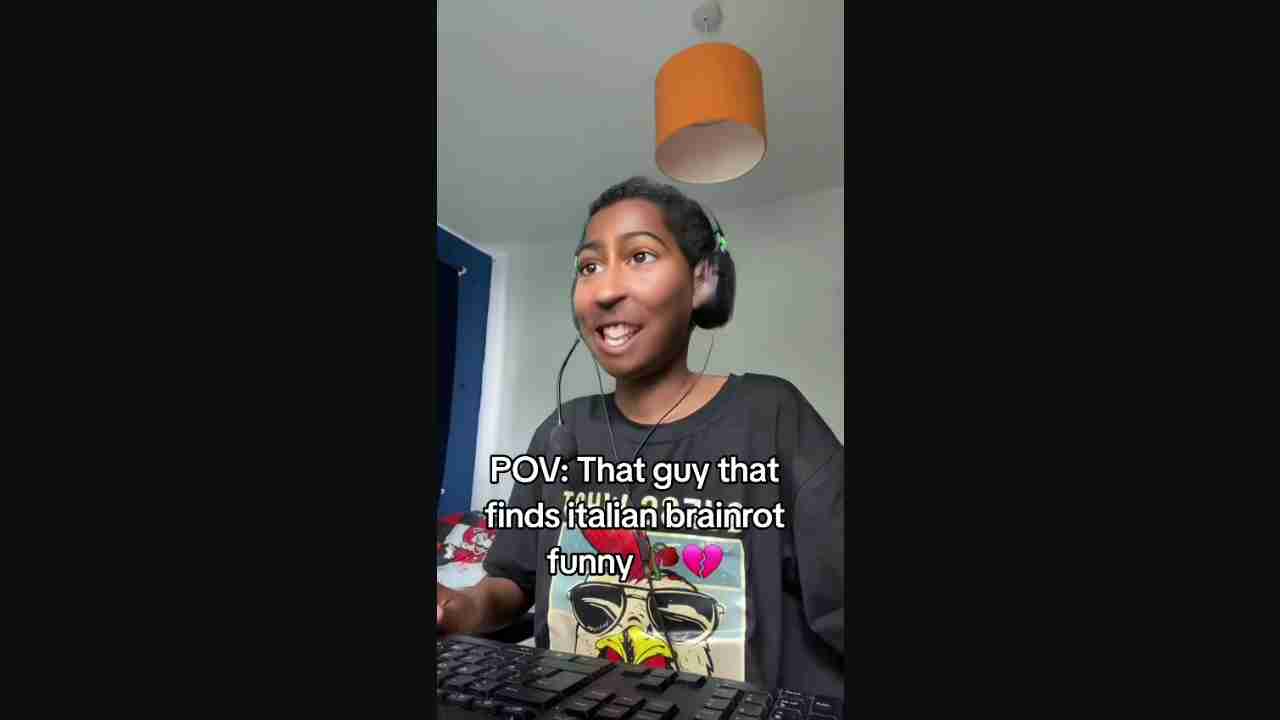 POV: That guy that
finds italian brainrot
funny 🥀💔